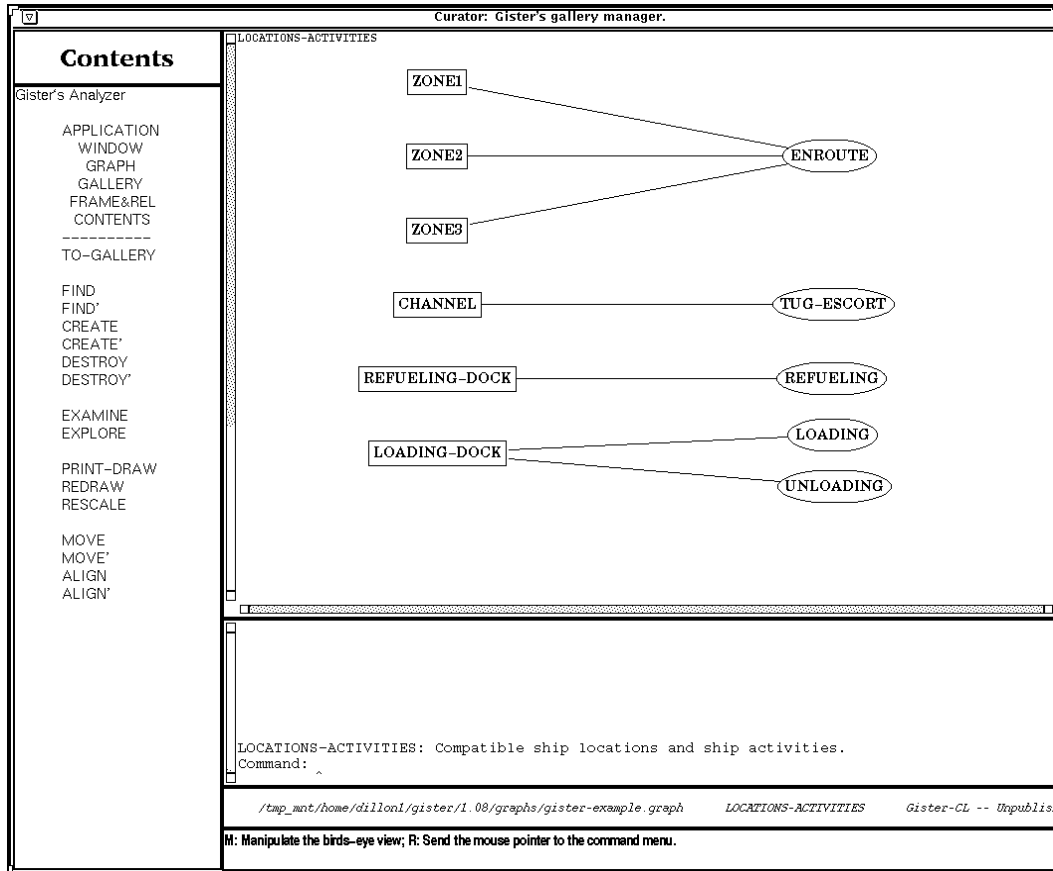 Curator: Gister's gallery manager.
Contents
Gister's Analyzer
APPLICATION
WINDOW
GRAPH
GALLERY
FRAME&REL
CONTENTS
----------
TO-GALLERY
FIND
FIND'
CREATE
CREATE'
DESTROY
DESTROY'
EXAMINE
EXPLORE
PRINT-DRAW
REDRAW
RESCALE
MOVE
MOVE'
ALIGN
ALIGN'
LOCATIONS-ACTIVITIES
ZONE1
ZONE2
ENROUTE
ZONE3
CHANNEL
TUG-ESCORT
REFUELING-DOCK
REFUELING
LOADING-DOCK
LOADING
UNLOADING
LOCATIONS-ACTIVITIES: Compatible ship locations and ship activities.
Command:
/tmp_mnt/home/dillon1/gister/1.08/graphs/gister-example.graph LOCATIONS-ACTIVITIES Gister-CL -- Unpublis
M: Manipulate the birds-eye view; R: Send the mouse pointer to the command menu.